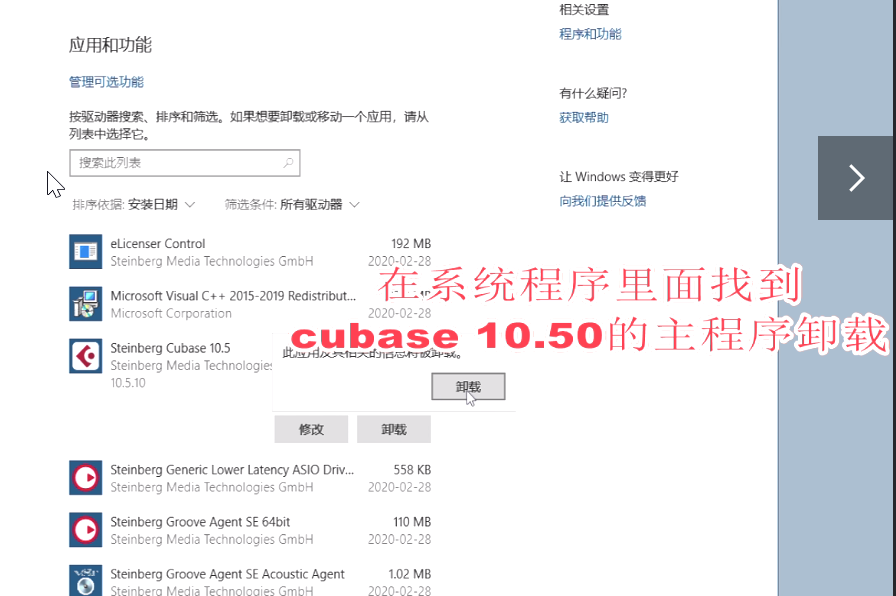 相关设置
应用和功能
程序和功能
管理可选功能
有什么疑问?
按驱动器搜索、排序和筛选。如果想要卸载或移动一个应用，请从
列表中选择它。
获取帮助
搜索此列表
让 Windows 变得更好
排序依据: 安装日期
筛选条件: 所有驱动器
向我们提供反馈
eLicenser Control
192 MB
Steinberg Media Technologies GmbH
2020-02-28
Microsoft Visual C++ 2015-2019 Redistribut...
Microsoft Corporation
2020-02-28
在系统程序里面找到
cubase 10.50的主程序卸载
Steinberg Cubase 10.5
Steinberg Media Technologies
10.5.10
此应用及其相关的信息将被卸载。
卸载
修改
卸载
Steinberg Generic Lower Latency ASIO Driv...
558 KB
Steinberg Media Technologies GmbH
2020-02-28
Steinberg Groove Agent SE 64bit
110 MB
Steinberg Media Technologies GmbH
2020-02-28
Steinberg Groove Agent SE Acoustic Agent
1.02 MB
Steinberg Media Technologies GmbH
2020-02-28